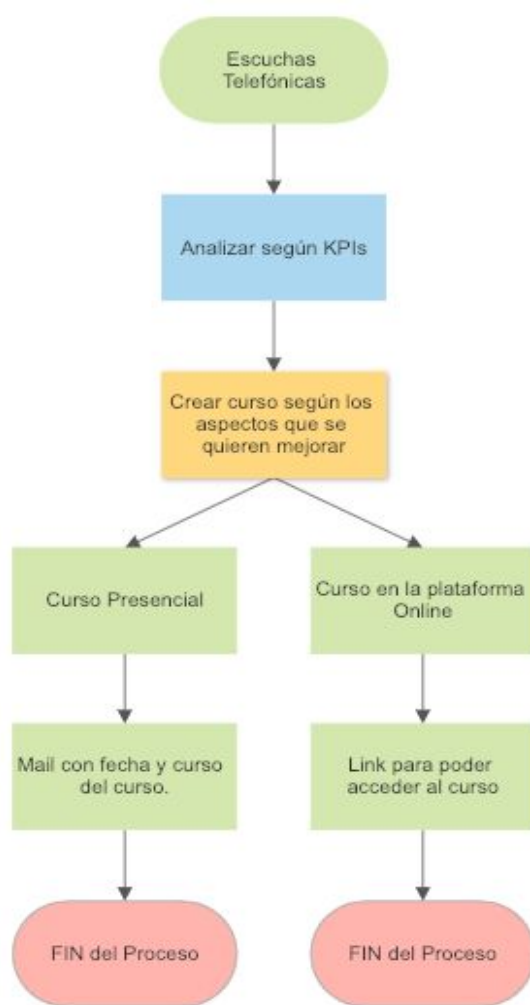 Escuchas
Telefónicas
Analizar según KPIs
Crear curso según los
aspectos que se
quieren mejorar
Curso Presencial
Curso en la plataforma
Online
Mail con fecha y curso
del curso.
Link para poder
acceder al curso
FIN del Proceso
FIN del Proceso